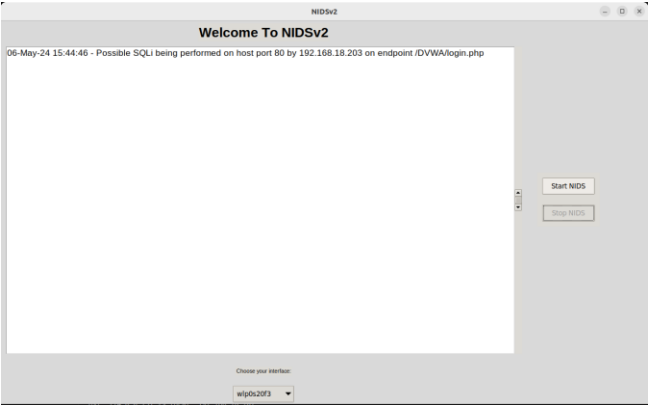 NIDSv2
Welcome To NIDSv2
06-May-24 15:44:46 - Possible SQLi being performed on host port 80 by 192.168.18.203 on endpoint /DVWA/login.php
Start NIDS
Stop NIDS
Choose your interface:
wlp0s20f3